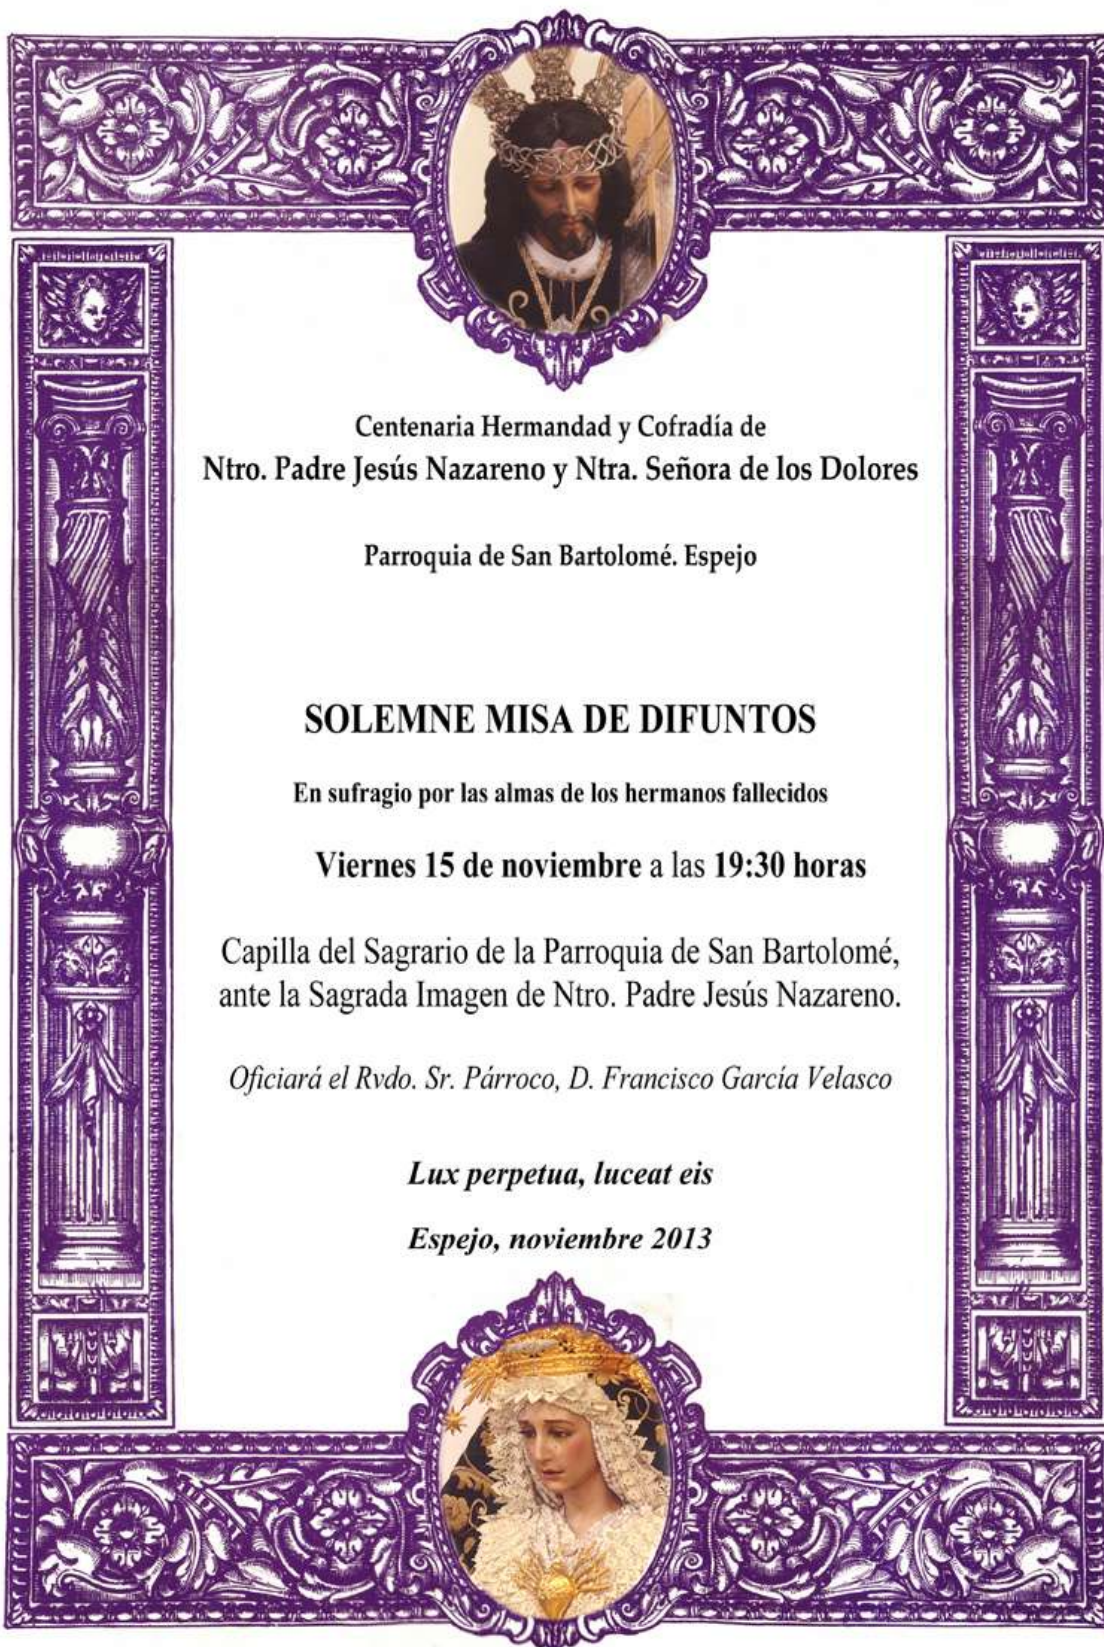 Centenaria Hermandad y Cofradía de
Ntro. Padre Jesús Nazareno y Ntra. Señora de los Dolores
Parroquia de San Bartolomé. Espejo
SOLEMNE MISA DE DIFUNTOS
En sufragio por las almas de los hermanos fallecidos
Viernes 15 de noviembre a las 19:30 horas
Capilla del Sagrario de la Parroquia de San Bartolomé,
ante la Sagrada Imagen de Ntro. Padre Jesús Nazareno.
Oficiará el Rvdo. Sr. Párroco, D. Francisco García Velasco
Lux perpetua, luceat eis
Espejo, noviembre 2013